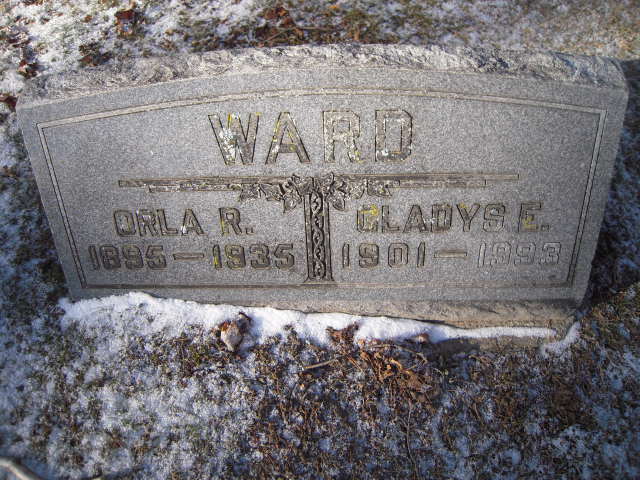 WARD
ORLA R. GLADYS E.
1895 — 1935 1901 — 1993